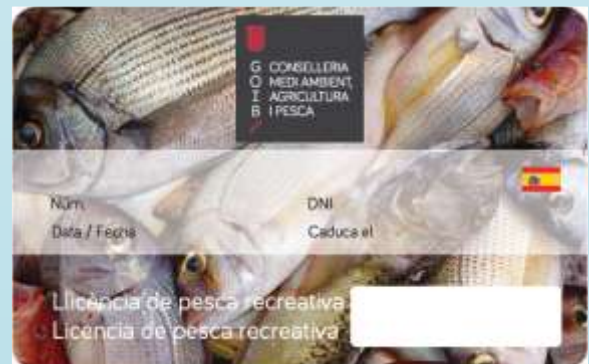 G CONSELLERIA
O MEDI AMBIENT,
I AGRICULTURA
B I PESCA
Núm. DNI
Data / Fecha Caduca el
Llicència de pesca recreativa
Licencia de pesca recreativa